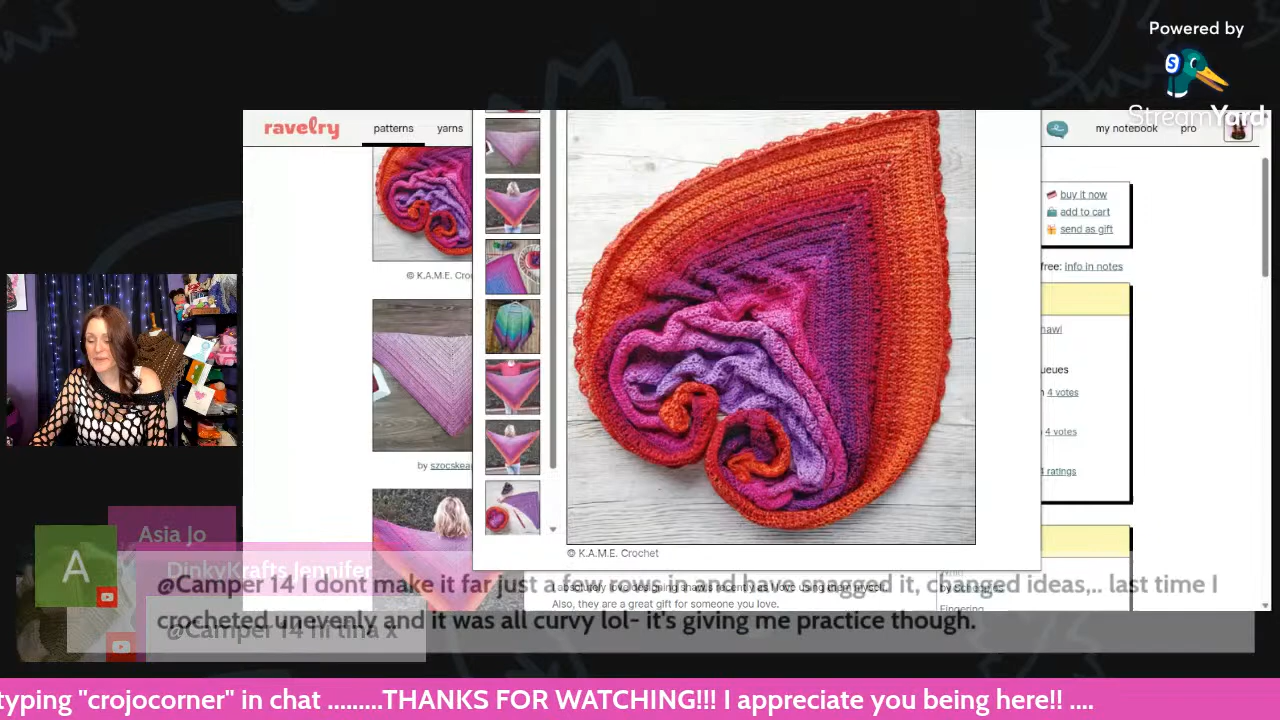 Powered by
StreamYard
ravelry
patterns
yarns
my notebook
pro
buy it now
add to cart
send as gift
© K.A.M.E. Cro
free: info in notes
4 votes
4 votes
ratings
by szocske
© K.A.M.E. Crochet
Also, they are a great gift for someone you love.
Fingering
Asia Jo
DinkyKrafts Jennifer
A
@Camper 14 I dont make it far just a few rows in and have unfrogged it, changed ideas,.. last time I
crocheted unevenly and it was all curvy lol- it's giving me practice though.
@Camper 14 hi tina x
typing "crojocorner" in chat .........THANKS FOR WATCHING!!! I appreciate you being here!! ....